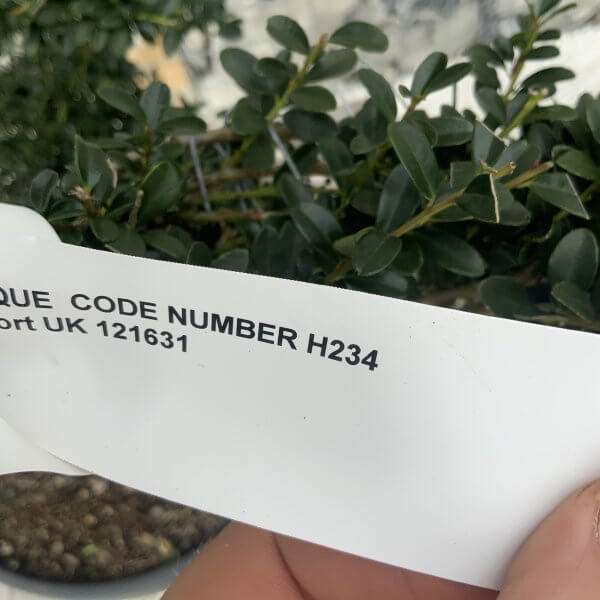 QUE CODE NUMBER H234
ort UK 121631